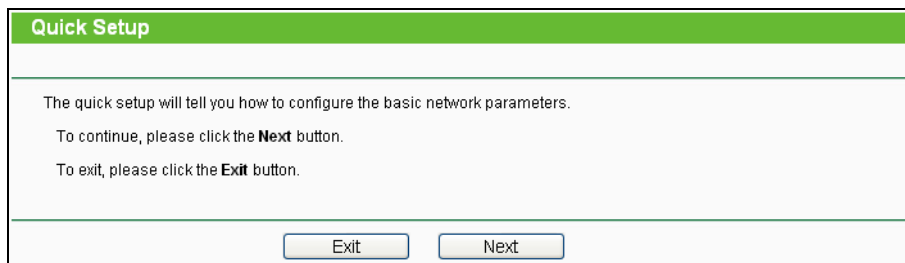 Quick Setup
The quick setup will tell you how to configure the basic network parameters.
To continue, please click the Next button.
To exit, please click the Exit button.
Exit Next